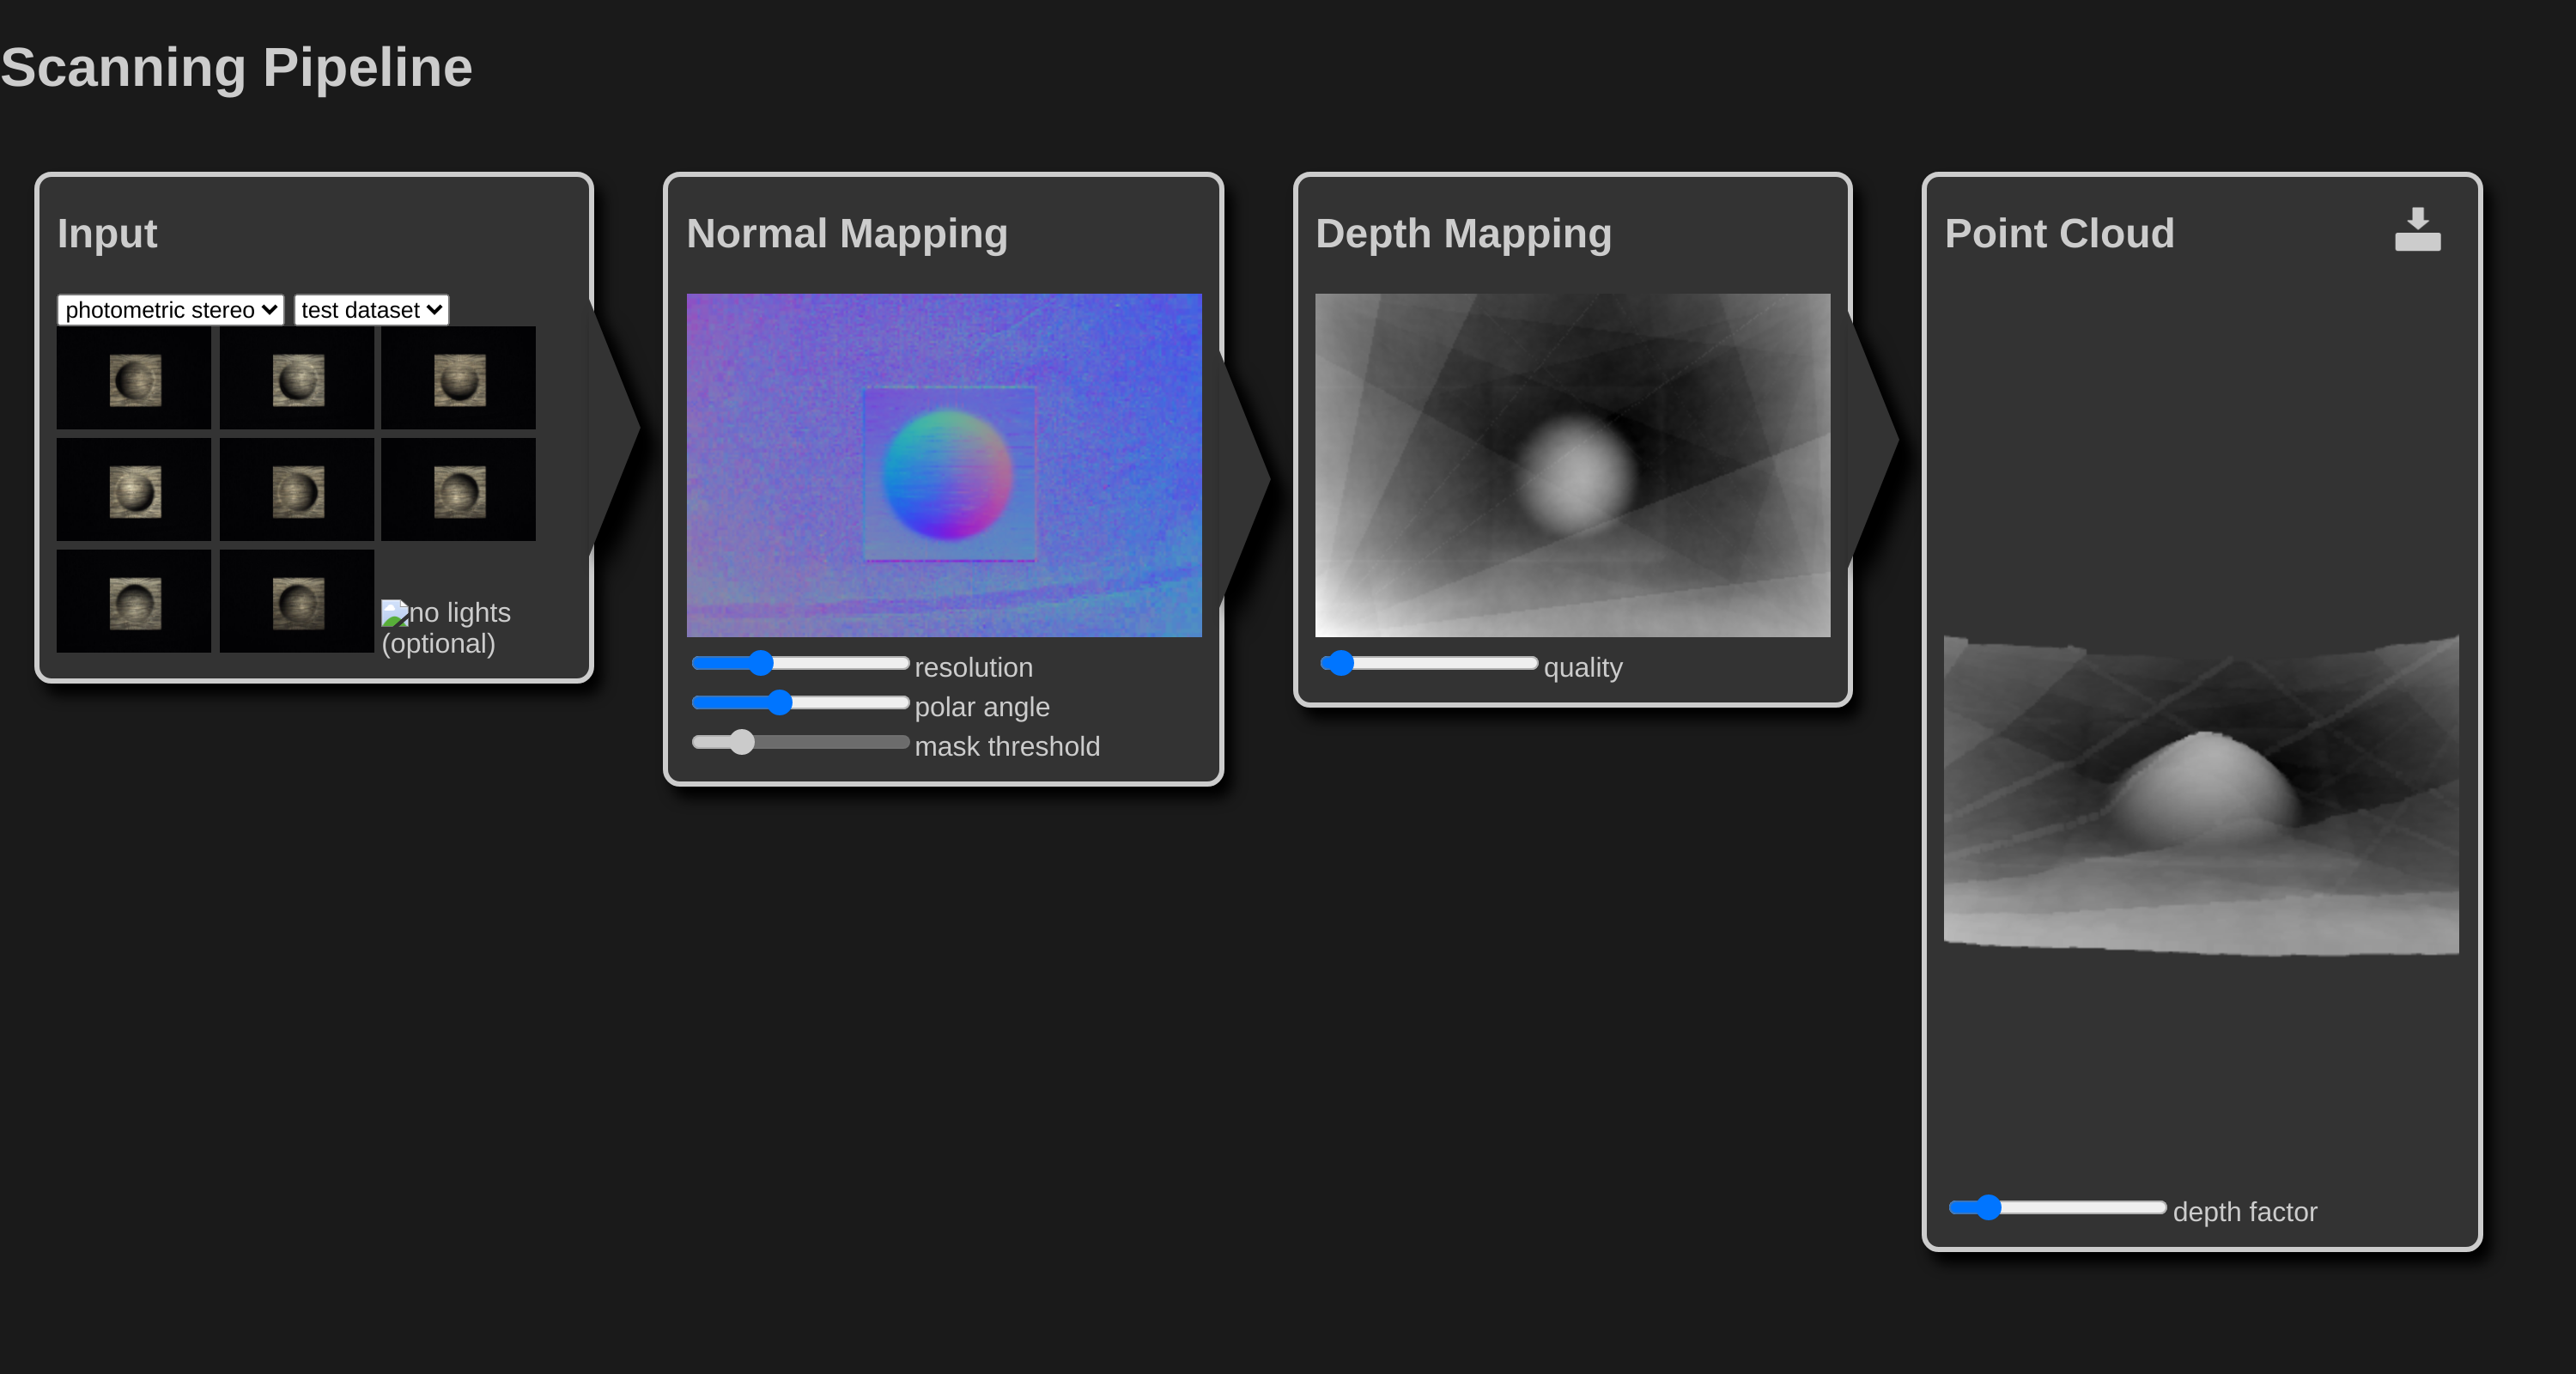 Scanning Pipeline
Input
photometric stereo
test dataset
no lights
(optional)
Normal Mapping
resolution
polar angle
mask threshold
Depth Mapping
quality
Point Cloud
depth factor